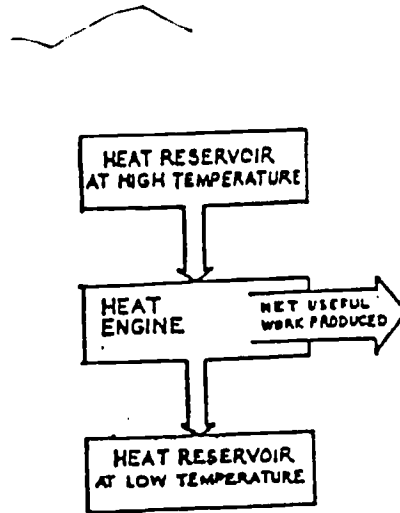 HEAT RESERVOIR
AT HIGH TEMPERATURE
HEAT
ENGINE
NET USEFUL
WORK PRODUCED
HEAT RESERVOIR
AT LOW TEMPERATURE